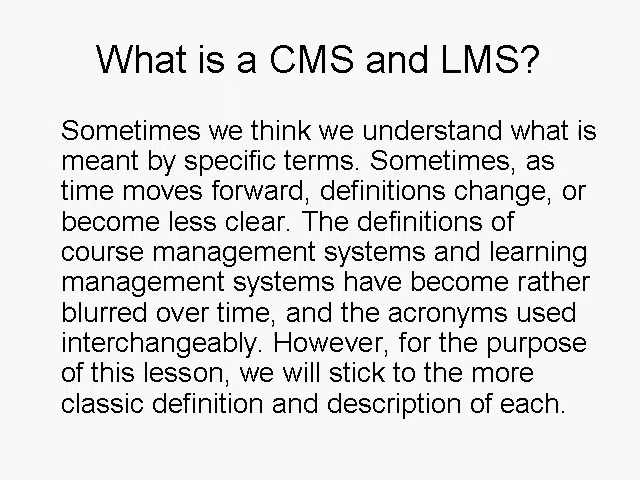 What is a CMS and LMS?
Sometimes we think we understand what is
meant by specific terms. Sometimes, as
time moves forward, definitions change, or
become less clear. The definitions of
course management systems and learning
management systems have become rather
blurred over time, and the acronyms used
interchangeably. However, for the purpose
of this lesson, we will stick to the more
classic definition and description of each.